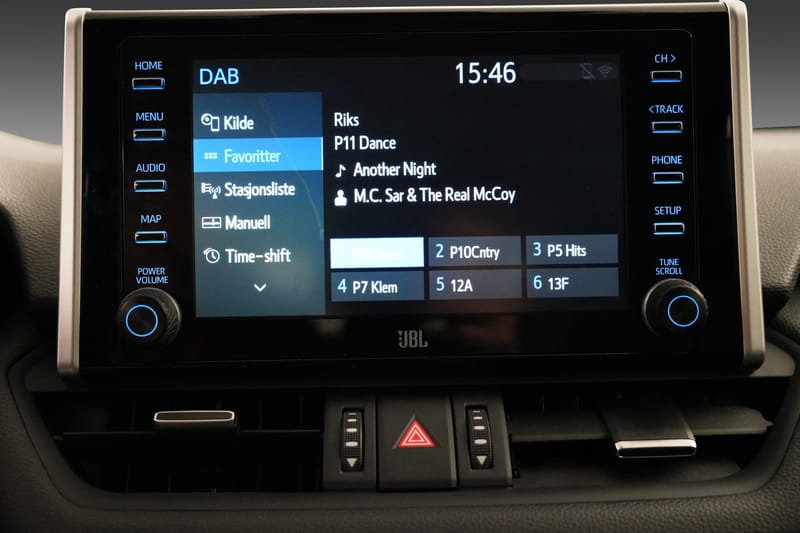 HOME
MENU
AUDIO
MAP
POWER
VOLUME
DAB
15:46
Kilde
Favoritter
Stasjonsliste
Manuell
Time-shift
Riks
P11 Dance
Another Night
M.C. Sar & The Real McCoy
1 P11Dance
2 P10Cntry
3 P5 Hits
4 P7 Klem
5 12A
6 13F
CH >
< TRACK
PHONE
SETUP
TUNE
SCROLL
JBL